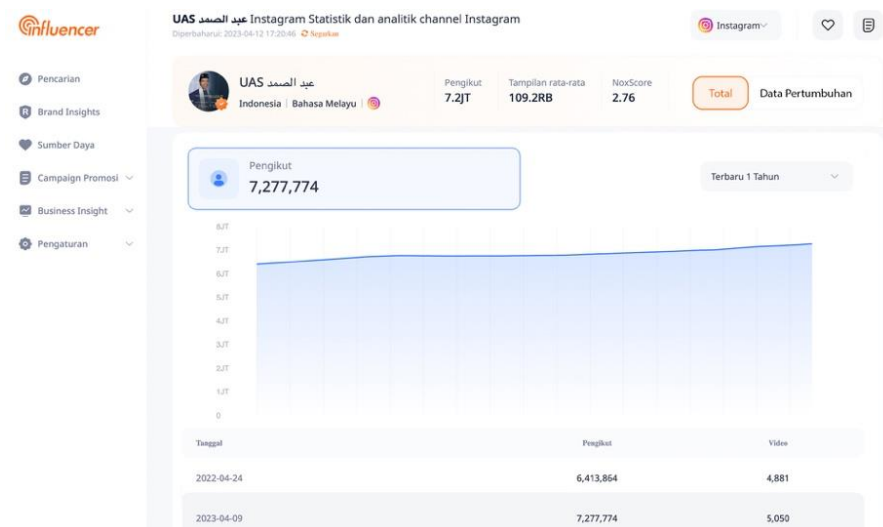 influencer
UAS عبد الصمد Instagram Statistik dan analitik channel Instagram
Diperbaharui: 2023-04-12 17:20:46 Segarkan
Instagram
Pencarian
Brand Insights
Sumber Daya
Campaign Promosi
Business Insight
Pengaturan
UAS عبد الصمد
Indonesia | Bahasa Melayu
Pengikut
7.2JT
Tampilan rata-rata
109.2RB
NoxScore
2.76
Total
Data Pertumbuhan
Pengikut
7,277,774
Terbaru 1 Tahun
8JT
7JT
6JT
5JT
4JT
3JT
2JT
1JT
0
Tanggal Pengikut Video
2022-04-24 6,413,864 4,881
2023-04-09 7,277,774 5,050